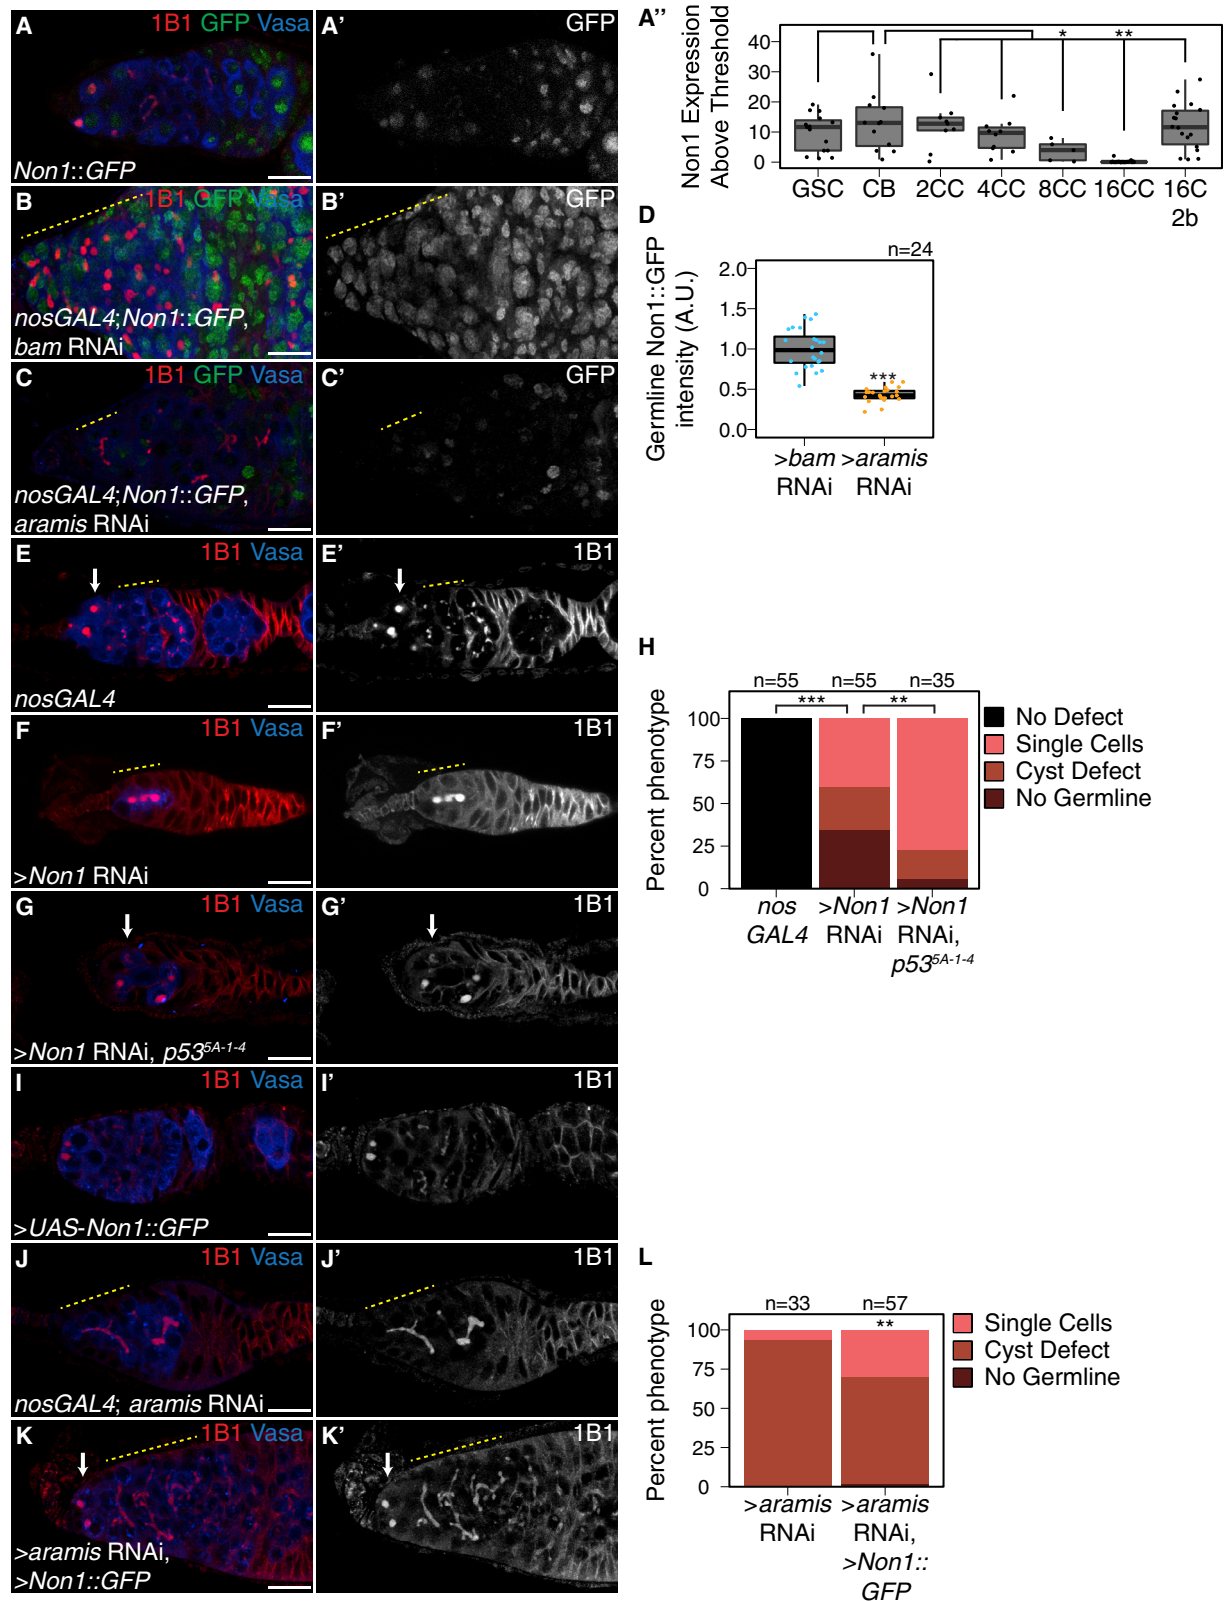 A 1B1 GFP Vasa
Non1::GFP
A’ GFP
A’’
Non1 Expression
Above Threshold
40
30
20
10
0
* **
GSC CB 2CC 4CC 8CC 16CC 16C
2b
B 1B1 GFP Vasa
nosGAL4;Non1::GFP,
bam RNAi
B’ GFP
C 1B1 GFP Vasa
nosGAL4;Non1::GFP,
aramis RNAi
C’ GFP
D
n=24
Germline Non1::GFP
intensity (A.U.)
2.0
1.5
1.0
0.5
0.0
***
>bam >aramis
RNAi RNAi
E 1B1 Vasa
nosGAL4
E’ 1B1
F 1B1 Vasa
>Non1 RNAi
F’ 1B1
G 1B1 Vasa
>Non1 RNAi, p535A-1-4
G’ 1B1
H
n=55 n=55 n=35
*** **
Percent phenotype
100
75
50
25
0
nos >Non1 >Non1
GAL4 RNAi RNAi,
p535A-1-4
No Defect
Single Cells
Cyst Defect
No Germline
I 1B1 Vasa
>UAS-Non1::GFP
I’ 1B1
J 1B1 Vasa
nosGAL4; aramis RNAi
J’ 1B1
K 1B1 Vasa
>aramis RNAi,
>Non1::GFP
K’ 1B1
L
n=33 n=57
**
Percent phenotype
100
75
50
25
0
>aramis >aramis
RNAi RNAi,
>Non1::
GFP
Single Cells
Cyst Defect
No Germline